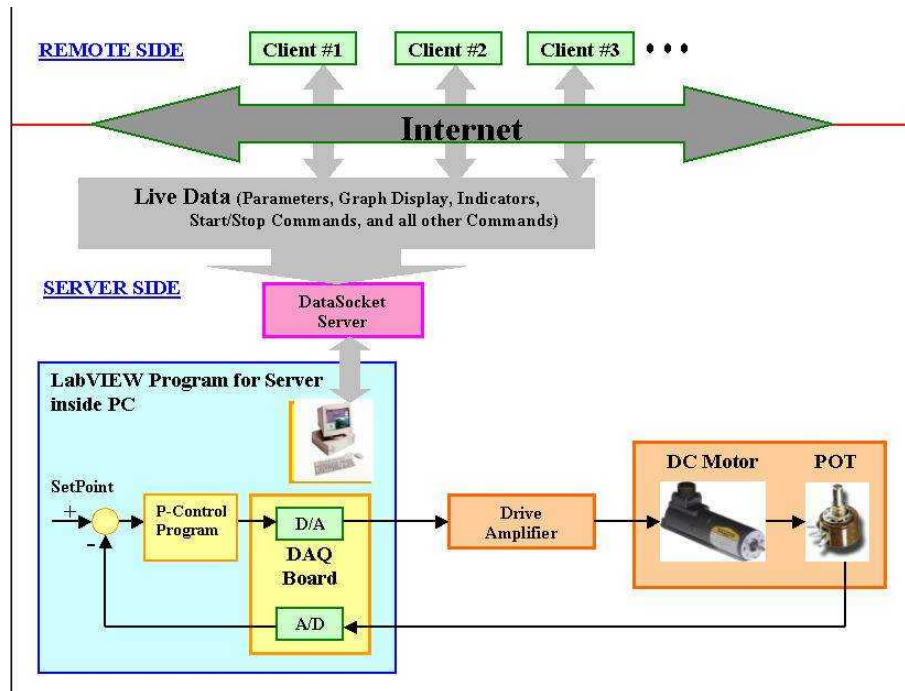 REMOTE SIDE
Client #1
Client #2
Client #3
Internet
Live Data (Parameters, Graph Display, Indicators,
Start/Stop Commands, and all other Commands)
SERVER SIDE
DataSocket
Server
LabVIEW Program for Server
inside PC
DC Motor
POT
SetPoint
+
-
P-Control
Program
D/A
DAQ
Board
A/D
Drive
Amplifier